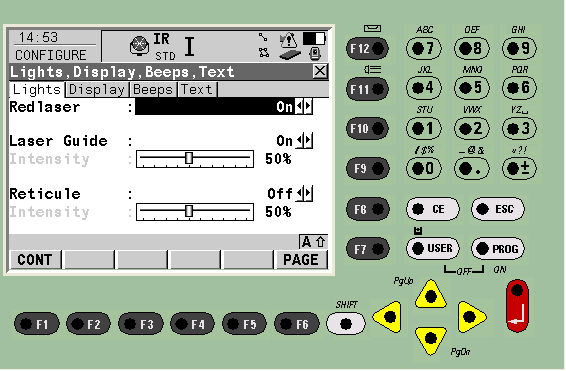 14:53
CONFIGURE
IR
STD
I
Lights,Display,Beeps,Text
Lights Display Beeps Text
Redlaser : On
Laser Guide : On
Intensity : 50%
Reticule : Off
Intensity : 50%
A
CONT PAGE
F12 F11 F10 F9 F8 F7
ABC DEF GHI
7 8 9
JKL MNO PQR
4 5 6
STU VWX YZ
1 2 3
/$% _@& "?!
0 . ±
CE ESC
USER PROG
OFF ON
PgUp
SHIFT
F1 F2 F3 F4 F5 F6
PgDn